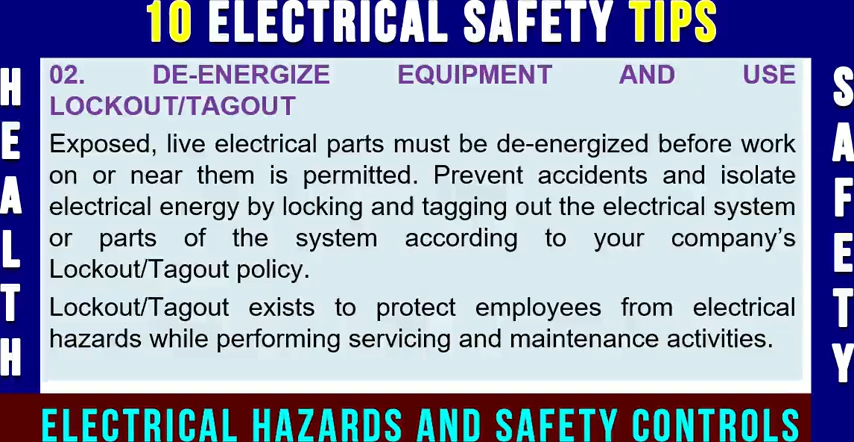 10 ELECTRICAL SAFETY TIPS
HEALTH
02. DE-ENERGIZE EQUIPMENT AND USE
LOCKOUT/TAGOUT
Exposed, live electrical parts must be de-energized before work
on or near them is permitted. Prevent accidents and isolate
electrical energy by locking and tagging out the electrical system
or parts of the system according to your company’s
Lockout/Tagout policy.
Lockout/Tagout exists to protect employees from electrical
hazards while performing servicing and maintenance activities.
SAFETY
ELECTRICAL HAZARDS AND SAFETY CONTROLS